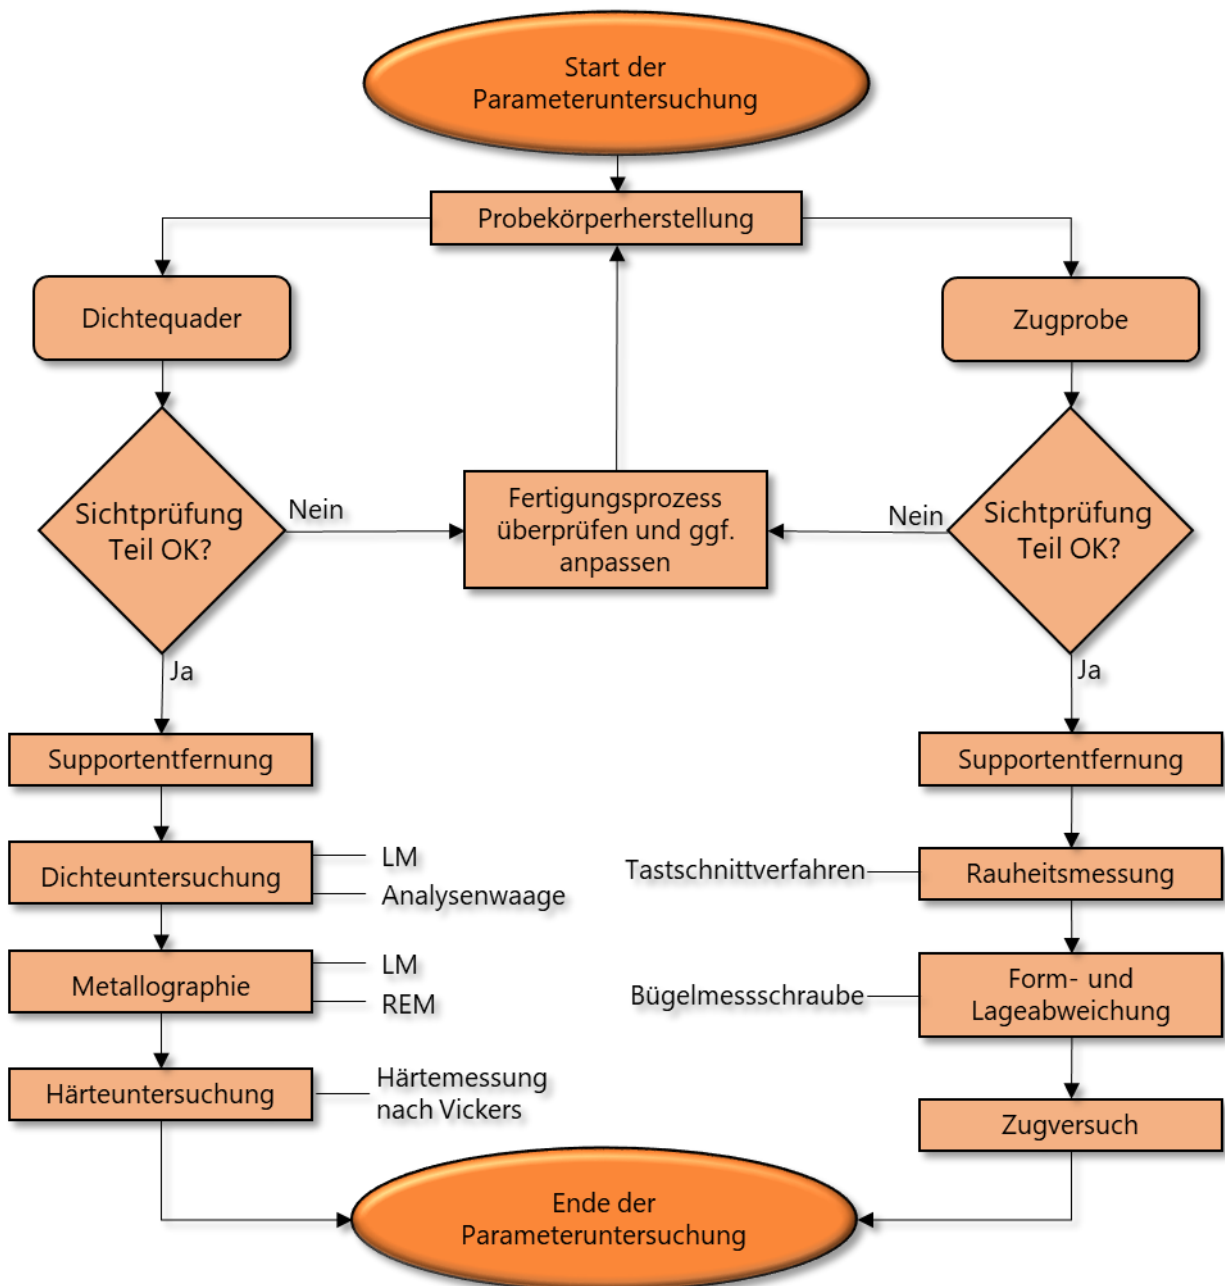 Start der
Parameteruntersuchung
Probekörperherstellung
Dichtequader
Zugprobe
Sichtprüfung
Teil OK?
Nein
Fertigungsprozess
überprüfen und ggf.
anpassen
Nein
Sichtprüfung
Teil OK?
Ja
Ja
Supportentfernung
Supportentfernung
Dichteuntersuchung
LM
Analysenwaage
Tastschnittverfahren
Rauheitsmessung
Metallographie
LM
REM
Bügelmessschraube
Form- und
Lageabweichung
Härteuntersuchung
Härtemessung
nach Vickers
Zugversuch
Ende der
Parameteruntersuchung